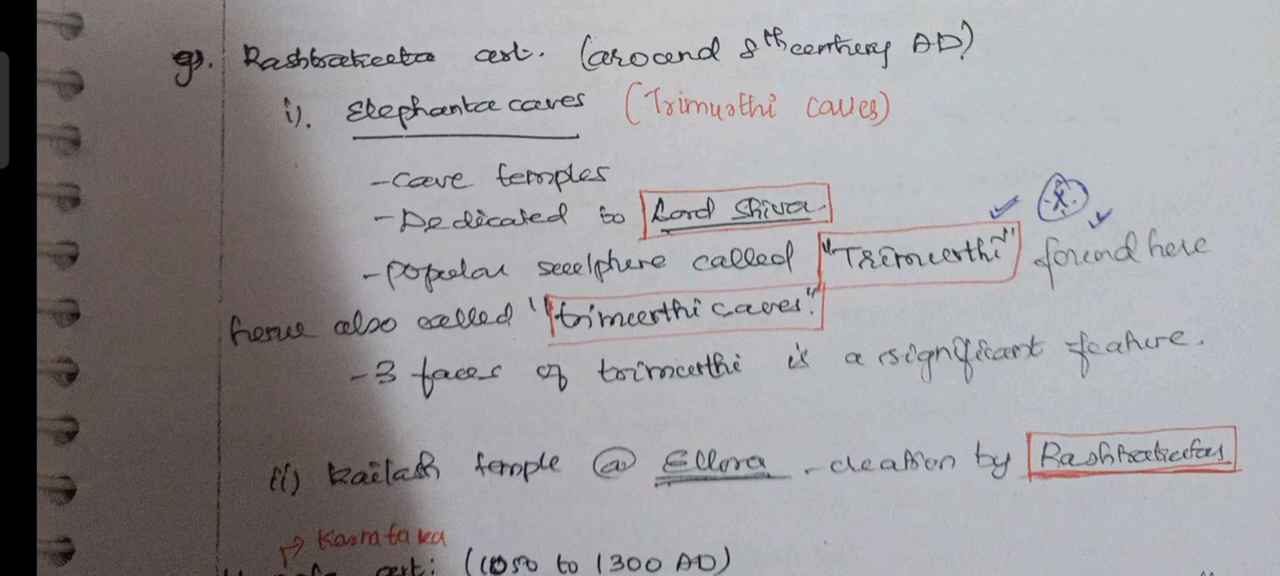 g). Rashtrakuta art. (around 8th century AD)
i). Elephanta caves (Trimurthi caves)
- cave temples
- Dedicated to Lord Shiva.
- popular sculpture called "Trimurthi" found here
hence also called "trimurthi caves".
- 3 faces of trimurthi is a significant feature.
ii) Kailash temple @ Ellora - creation by Rashtrakutas
→ Karnataka
art: (1050 to 1300 AD)